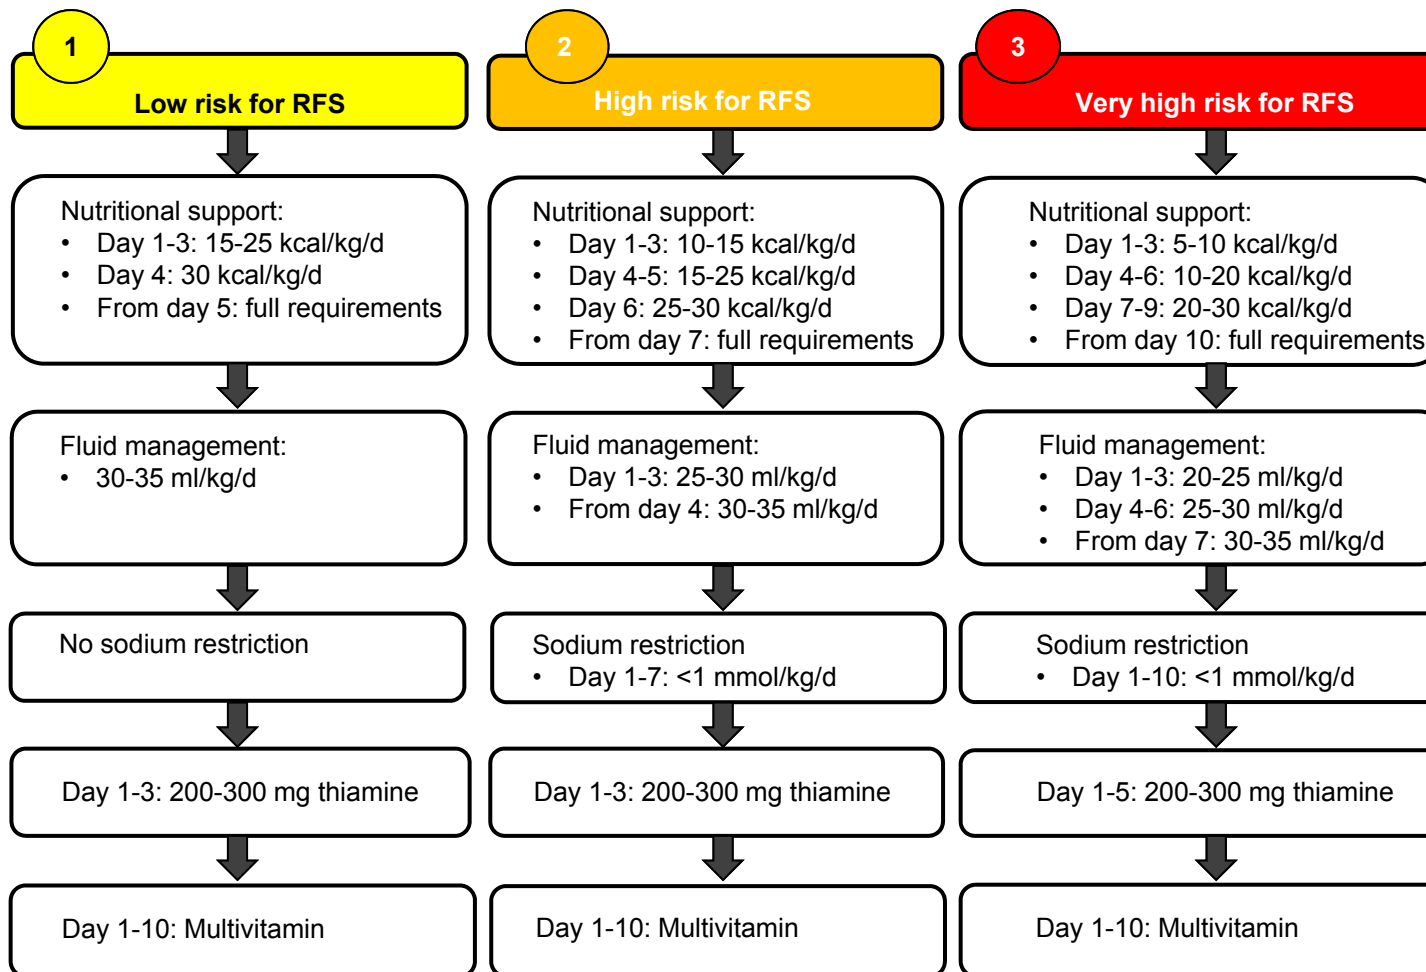 1
Low risk for RFS
Nutritional support:
• Day 1-3: 15-25 kcal/kg/d
• Day 4: 30 kcal/kg/d
• From day 5: full requirements
Fluid management:
• 30-35 ml/kg/d
No sodium restriction
Day 1-3: 200-300 mg thiamine
Day 1-10: Multivitamin
2
High risk for RFS
Nutritional support:
• Day 1-3: 10-15 kcal/kg/d
• Day 4-5: 15-25 kcal/kg/d
• Day 6: 25-30 kcal/kg/d
• From day 7: full requirements
Fluid management:
• Day 1-3: 25-30 ml/kg/d
• From day 4: 30-35 ml/kg/d
Sodium restriction
• Day 1-7: <1 mmol/kg/d
Day 1-3: 200-300 mg thiamine
Day 1-10: Multivitamin
3
Very high risk for RFS
Nutritional support:
• Day 1-3: 5-10 kcal/kg/d
• Day 4-6: 10-20 kcal/kg/d
• Day 7-9: 20-30 kcal/kg/d
• From day 10: full requirements
Fluid management:
• Day 1-3: 20-25 ml/kg/d
• Day 4-6: 25-30 ml/kg/d
• From day 7: 30-35 ml/kg/d
Sodium restriction
• Day 1-10: <1 mmol/kg/d
Day 1-5: 200-300 mg thiamine
Day 1-10: Multivitamin